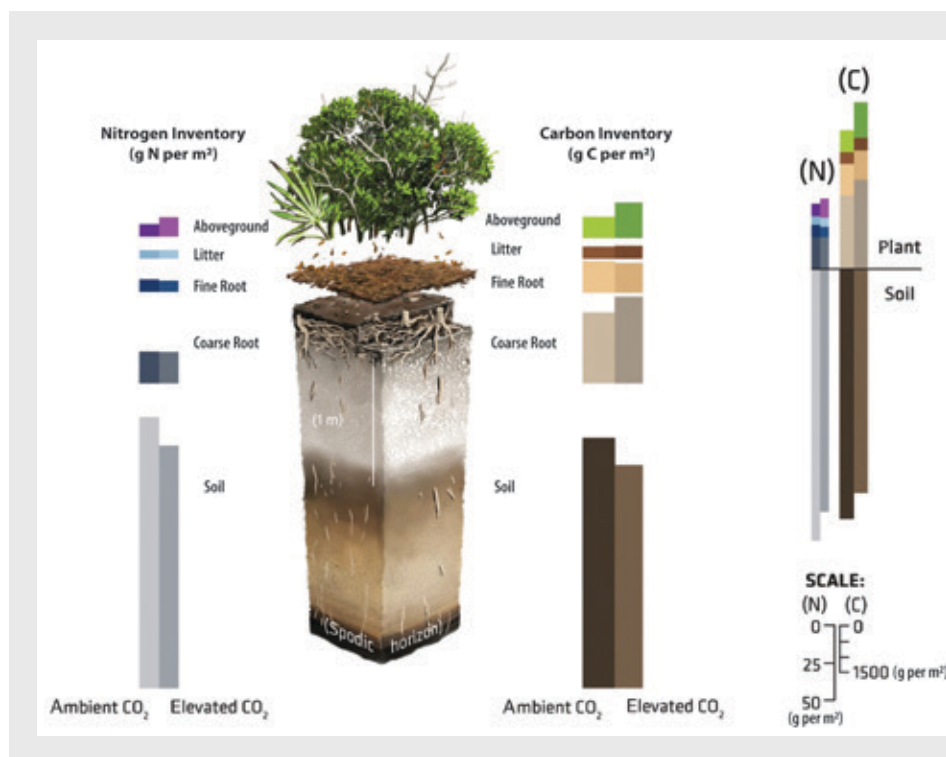 Nitrogen Inventory
(g N per m²)
Aboveground
Litter
Fine Root
Coarse Root
Soil
Ambient CO₂ Elevated CO₂
(1 m)
(Spodic horizon)
Carbon Inventory
(g C per m²)
Aboveground
Litter
Fine Root
Coarse Root
Soil
Ambient CO₂ Elevated CO₂
(C)
(N)
Plant
Soil
SCALE:
(N) (C)
0 0
25
1500 (g per m²)
50
(g per m²)